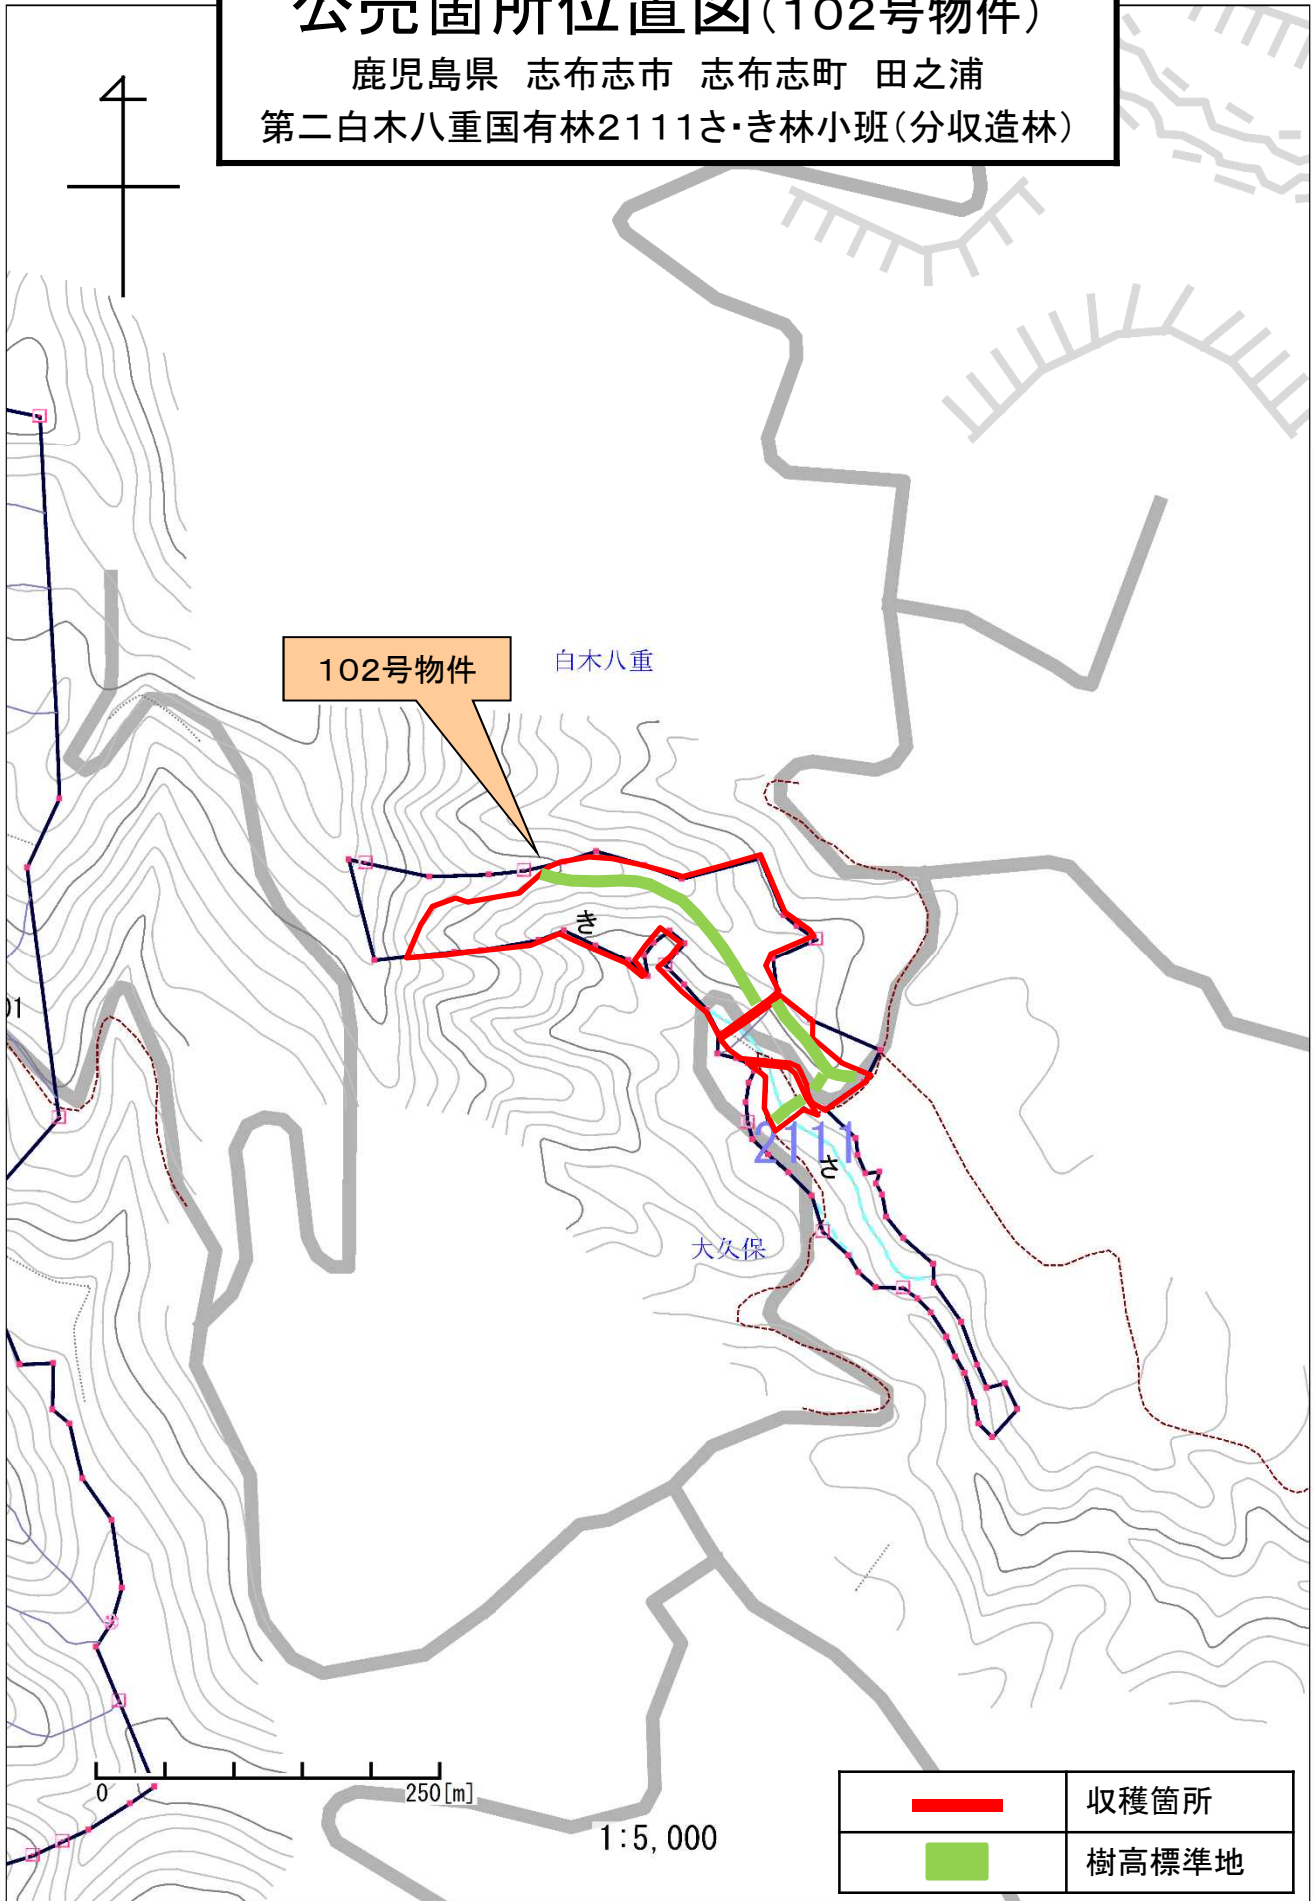 公売箇所位置図(102号物件)
鹿児島県 志布志市 志布志町 田之浦
第二白木八重国有林2111さ・き林小班(分収造林)
102号物件
白木八重
き
01
2111
さ
大久保
0
250[m]
1:5,000
収穫箇所
樹高標準地